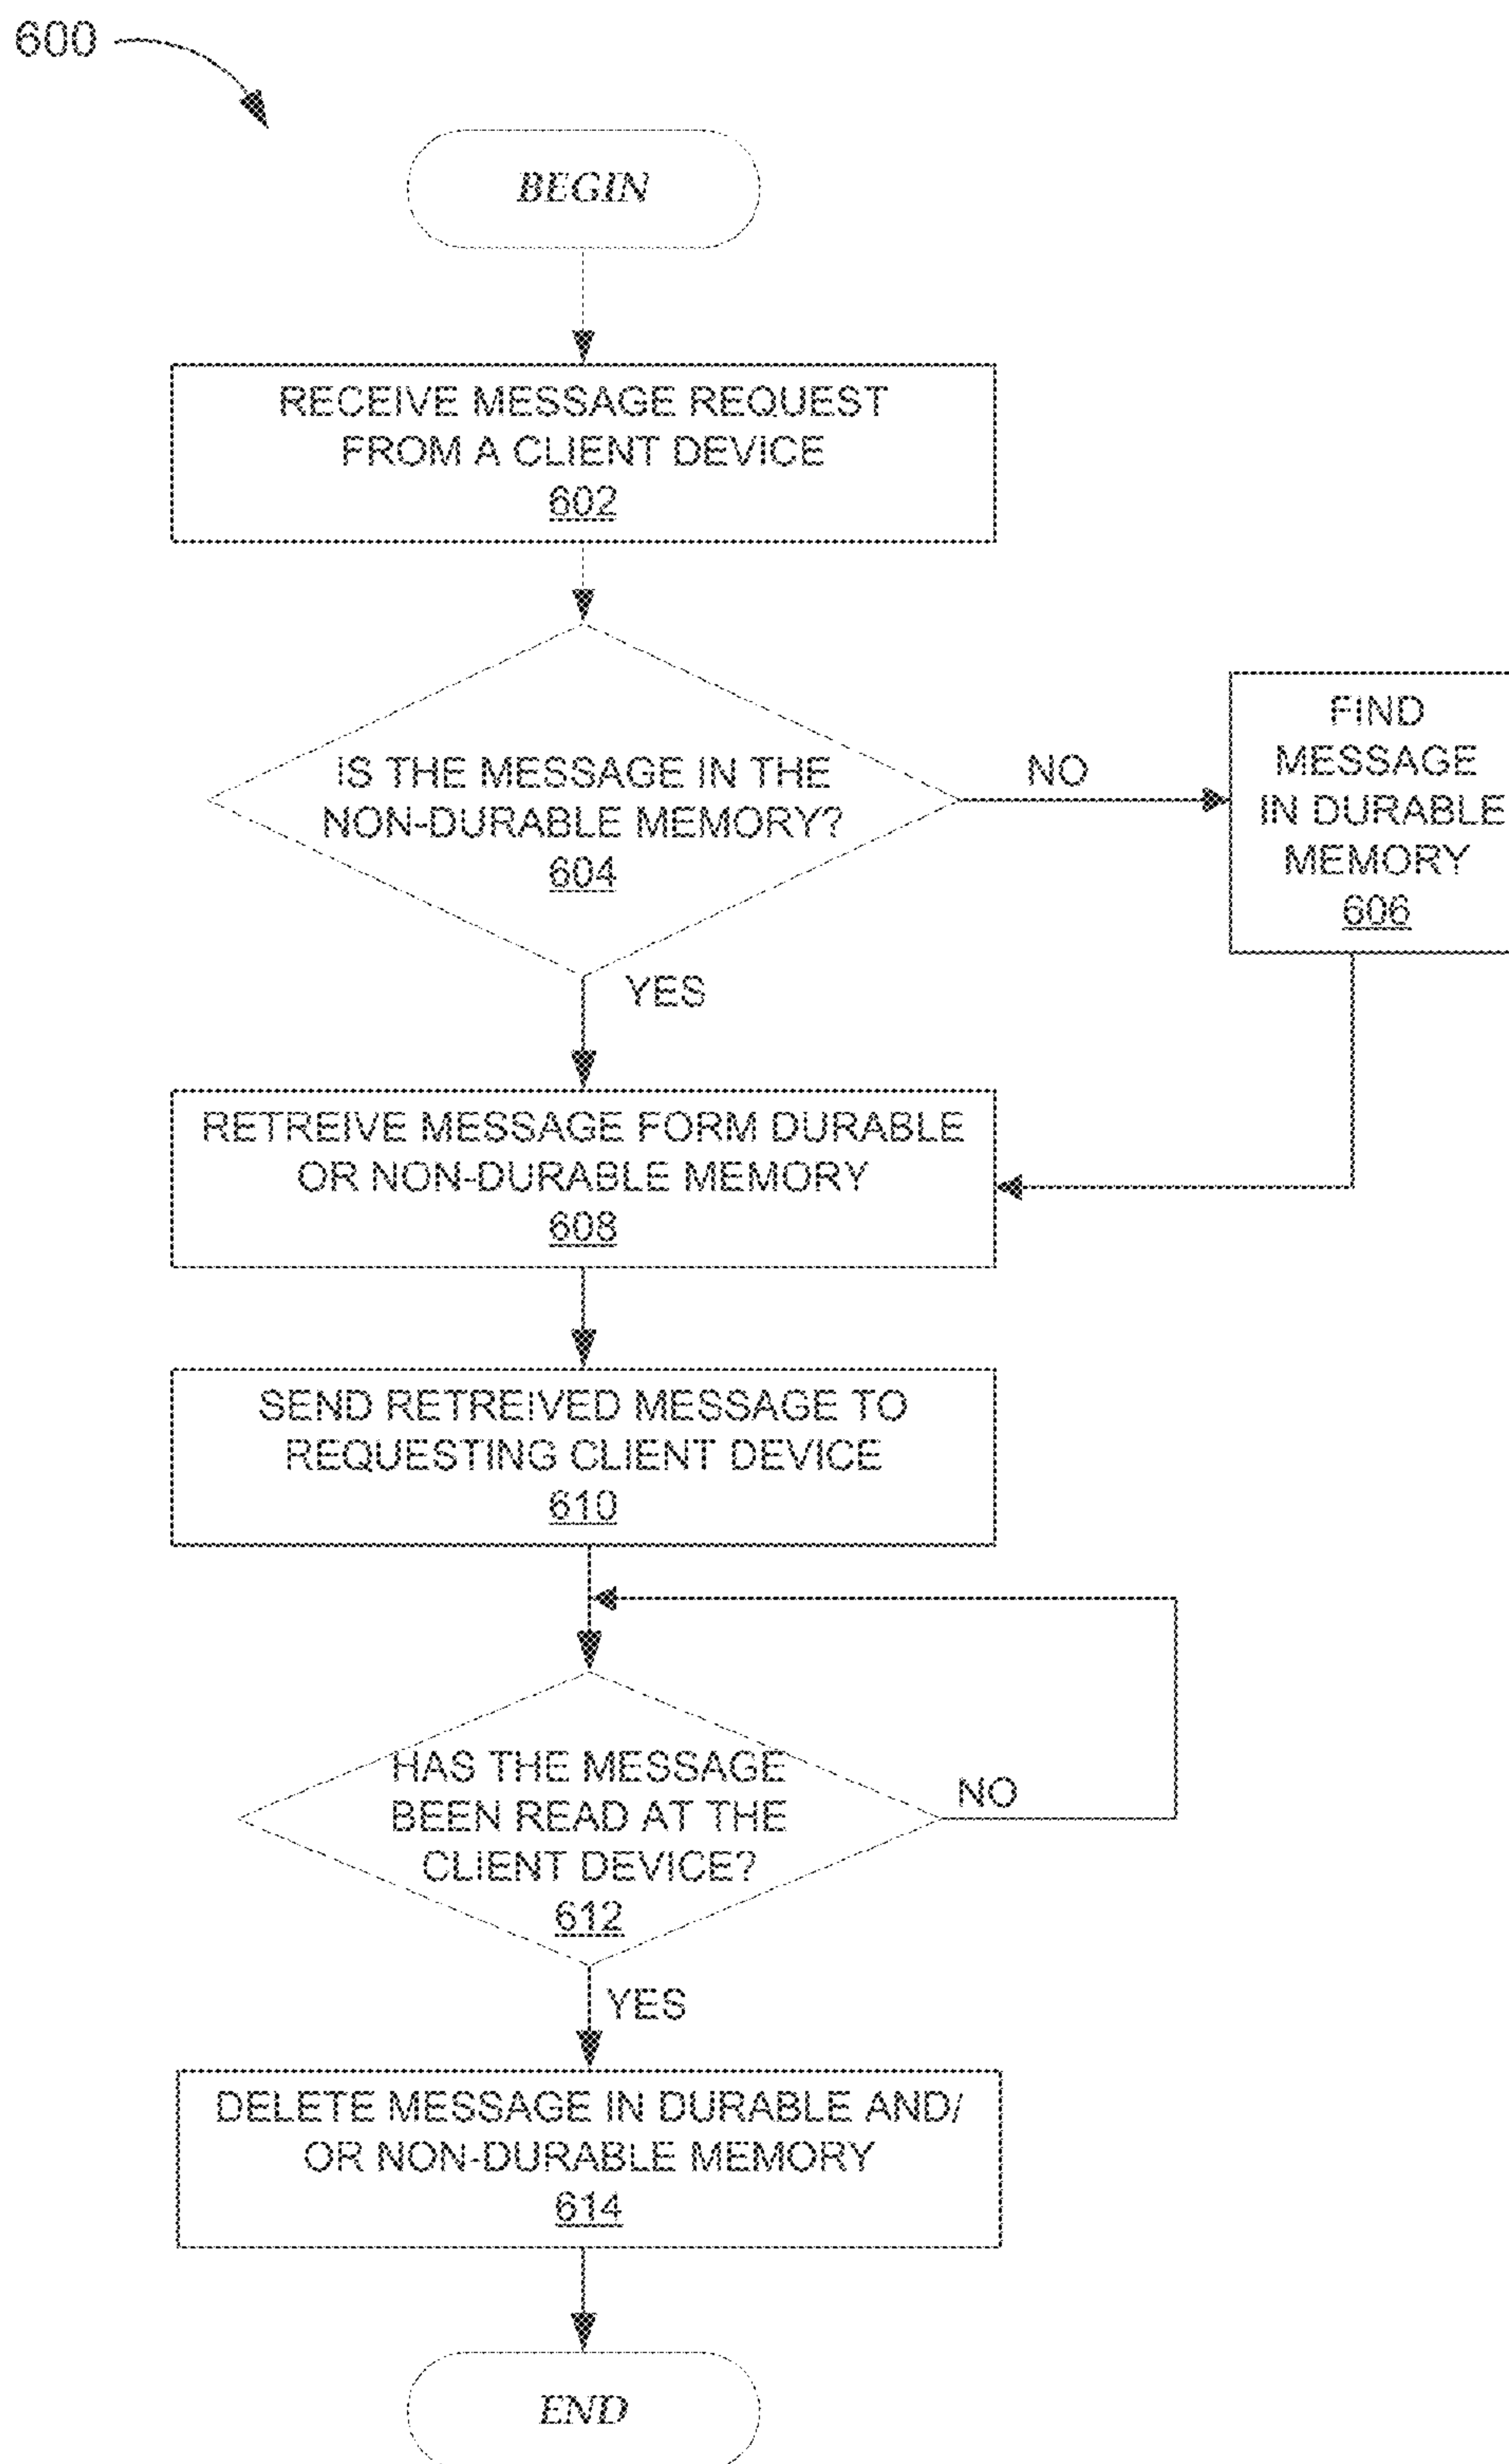 600
BEGIN
RECEIVE MESSAGE REQUEST
FROM A CLIENT DEVICE
602
IS THE MESSAGE IN THE
NON-DURABLE MEMORY?
604
NO
FIND
MESSAGE
IN DURABLE
MEMORY
606
YES
RETREIVE MESSAGE FORM DURABLE
OR NON-DURABLE MEMORY
608
SEND RETREIVED MESSAGE TO
REQUESTING CLIENT DEVICE
610
HAS THE MESSAGE
BEEN READ AT THE
CLIENT DEVICE?
612
NO
YES
DELETE MESSAGE IN DURABLE AND/
OR NON-DURABLE MEMORY
614
END